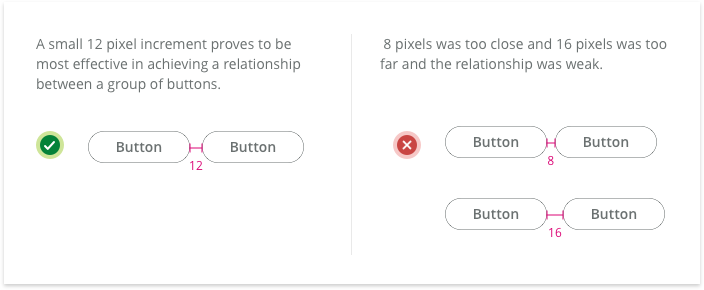 A small 12 pixel increment proves to be
most effective in achieving a relationship
between a group of buttons.
Button
Button
12
8 pixels was too close and 16 pixels was too
far and the relationship was weak.
Button
Button
8
Button
Button
16